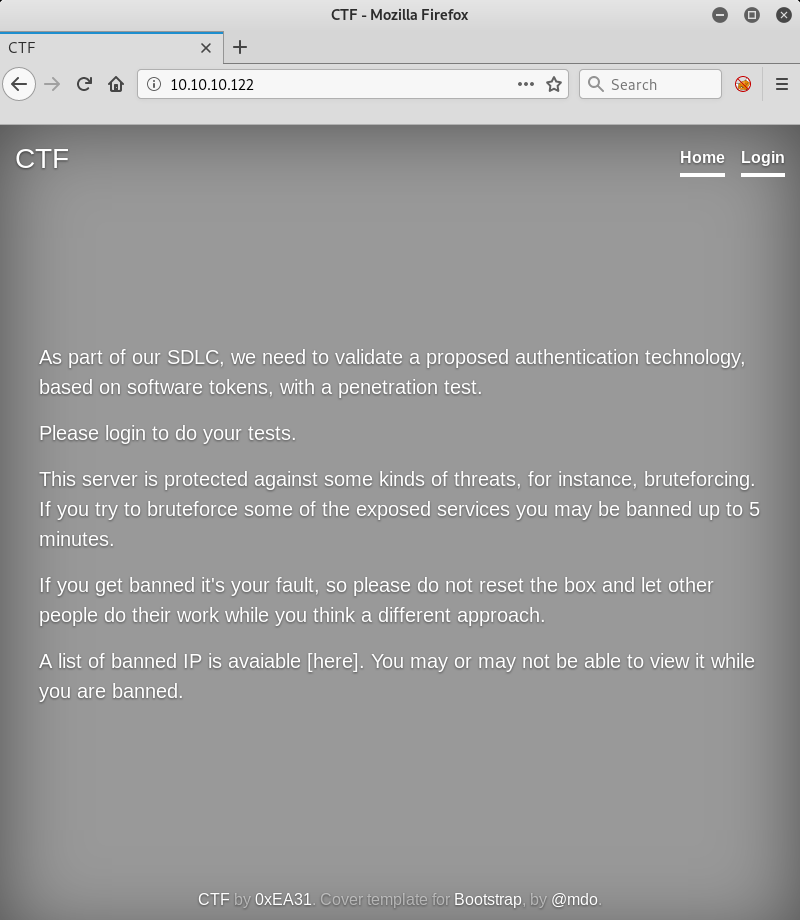 CTF - Mozilla Firefox
CTF
10.10.10.122
Search
CTF
Home Login
As part of our SDLC, we need to validate a proposed authentication technology,
based on software tokens, with a penetration test.
Please login to do your tests.
This server is protected against some kinds of threats, for instance, bruteforcing.
If you try to bruteforce some of the exposed services you may be banned up to 5
minutes.
If you get banned it's your fault, so please do not reset the box and let other
people do their work while you think a different approach.
A list of banned IP is avaiable [here]. You may or may not be able to view it while
you are banned.
CTF by 0xEA31. Cover template for Bootstrap, by @mdo.